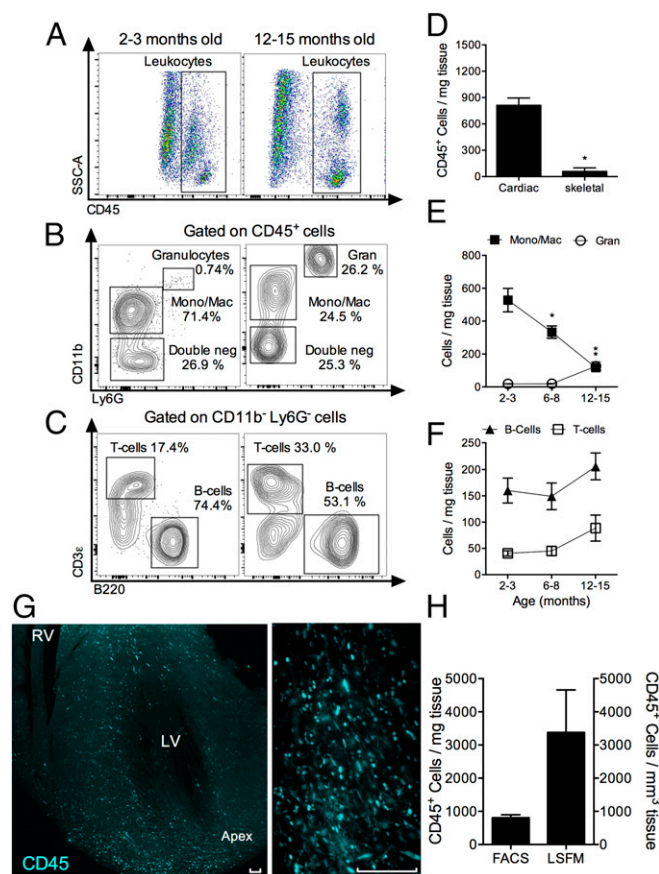 A
2-3 months old
12-15 months old
Leukocytes
Leukocytes
SSC-A
CD45
B
Gated on CD45⁺ cells
Granulocytes
0.74%
Mono/Mac
71.4%
Double neg
26.9 %
Gran
26.2 %
Mono/Mac
24.5 %
Double neg
25.3 %
CD11b
Ly6G
C
Gated on CD11b⁻ Ly6G⁻ cells
T-cells 17.4%
B-cells
74.4%
T-cells 33.0 %
B-cells
53.1 %
CD3ε
B220
D
CD45⁺ Cells / mg tissue
1200
900
600
300
0
*
Cardiac
skeletal
E
Mono/Mac
Gran
Cells / mg tissue
800
600
400
200
0
*
**
2-3
6-8
12-15
F
B-Cells
T-cells
Cells / mg tissue
250
200
150
100
50
0
2-3
6-8
12-15
Age (months)
G
RV
LV
Apex
CD45
H
CD45⁺ Cells / mg tissue
5000
4000
3000
2000
1000
0
5000
4000
3000
2000
1000
0
CD45⁺ Cells / mm³ tissue
FACS
LSFM